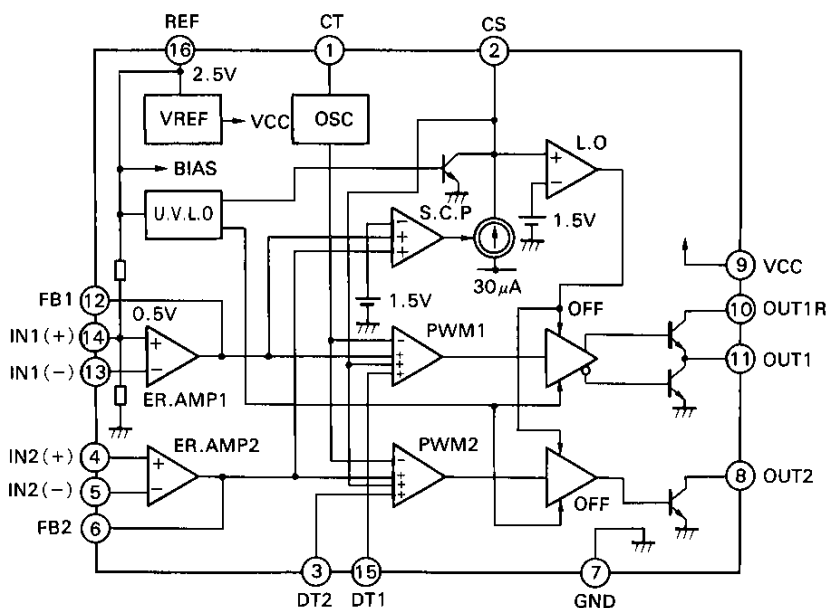 REF
CT
CS
16
1
2
2.5V
VREF
VCC
OSC
L.O
BIAS
+
−
U.V.L.O
S.C.P
−
+
+
1.5V
9
VCC
30μA
FB1
12
1.5V
OFF
10
OUT1R
0.5V
IN1(+)
14
+
PWM1
−
+
+
+
11
OUT1
IN1(−)
13
−
ER.AMP1
ER.AMP2
PWM2
IN2(+)
4
+
−
+
+
+
8
OUT2
IN2(−)
5
−
OFF
FB2
6
3
15
7
DT2
DT1
GND